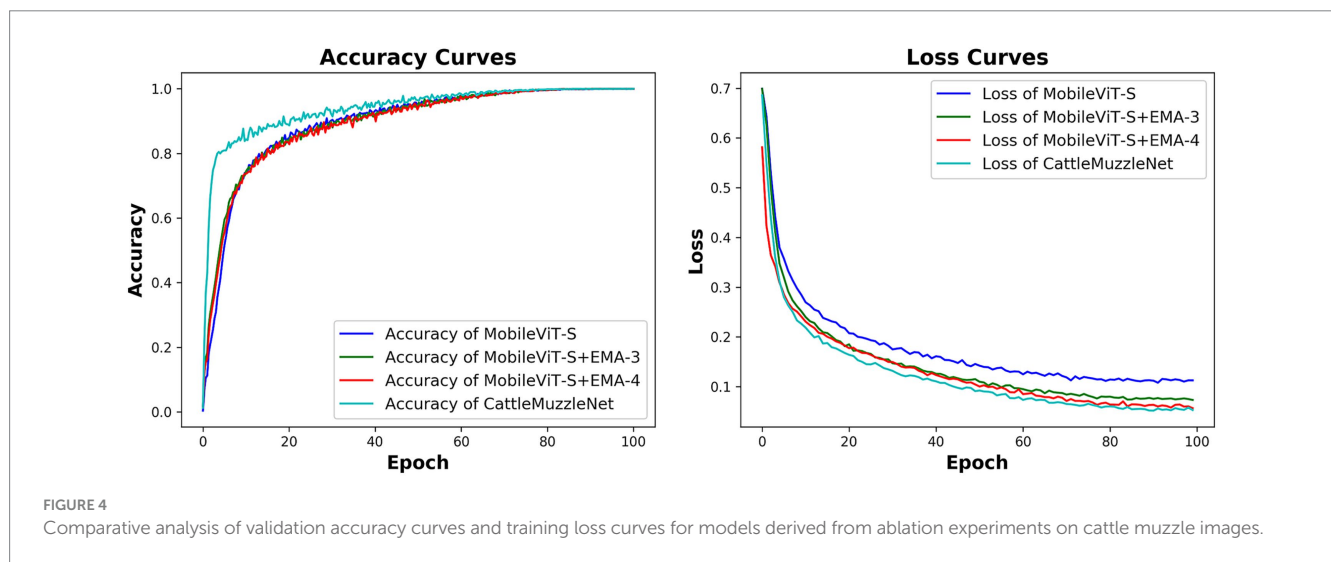 Accuracy Curves
1.0
0.8
0.6
0.4
0.2
0.0
Accuracy
Accuracy of MobileViT-S
Accuracy of MobileViT-S+EMA-3
Accuracy of MobileViT-S+EMA-4
Accuracy of CattleMuzzleNet
0 20 40 60 80 100
Epoch
Loss Curves
0.7
0.6
0.5
0.4
0.3
0.2
0.1
Loss
Loss of MobileViT-S
Loss of MobileViT-S+EMA-3
Loss of MobileViT-S+EMA-4
Loss of CattleMuzzleNet
0 20 40 60 80 100
Epoch
FIGURE 4
Comparative analysis of validation accuracy curves and training loss curves for models derived from ablation experiments on cattle muzzle images.